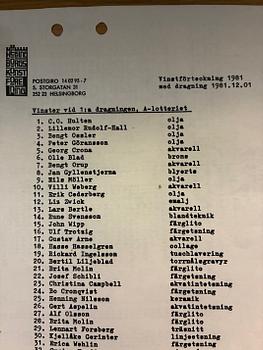 POSTGIRO 14 02 95 - 7
S. STORGATAN 31
252 23 HELSINGBORG
Vinstförteckning 1981
med dragning 1981.12.01
Vinster vid 1:a dragningen, A-lotteriet
1. C.O. Hulten olja
2. Lillemor Rudolf-Hall olja
3. Bengt Ossler olja
4. Peter Göransson olja
5. Georg Crona akvarell
6. Olle Blad brons
7. Bengt Orup akvarell
8. Jan Gyllenstjerna blyerts
9. Nils Möller olja
10. Villi Weberg akvarell
11. Erik Cederberg olja
12. Liz Zwick emalj
13. Lars Bertle akvarell
14. Rune Svensson blandteknik
15. John Wipp färglito
16. Ulf Trotzig färglito
17. Gustav Arne akvarell
18. Hasse Hasselgren collage
19. Rickard Ingelsson tuschlavering
20. Bertil Liljeblad torrnålsgravyr
21. Brita Molin färglito
22. Josef Schibli färgetsning
23. Christina Campbell akvatintetsning
24. Bo Cronqvist färgetsning
25. Henning Nilsson keramik
26. Gert Aspelin akvatintetsning
27. Alf Olsson färglito
28. Brita Molin färglito
29. Lennart Forsberg träsnitt
30. Kjellåke Gerinter linjeetsning
31. Erica Wehlin färgetsning